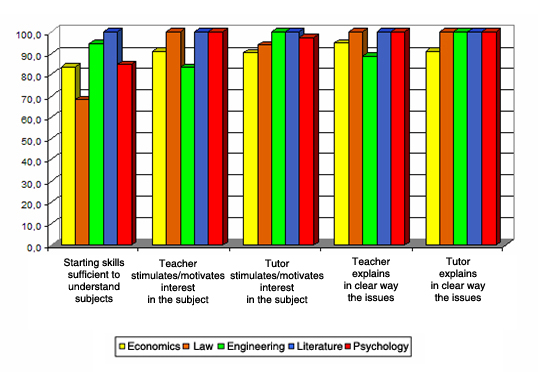 100,0
90,0
80,0
70,0
60,0
50,0
40,0
30,0
20,0
10,0
0,0
Starting skills
sufficient to
understand
subjects
Teacher
stimulates/motivates
interest
in the subject
Tutor
stimulates/motivates
interest
in the subject
Teacher
explains
in clear way
the issues
Tutor
explains
in clear way
the issues
Economics Law Engineering Literature Psychology